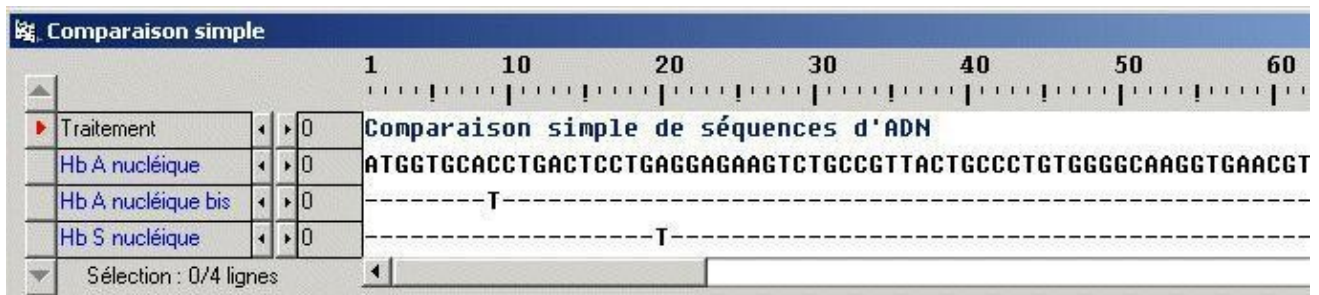 Comparaison simple
1 10 20 30 40 50 60
Traitement 0 Comparaison simple de séquences d'ADN
Hb A nucléique 0 ATGGTGCACCTGACTCCTGAGGAGAAGTCTGCCGTTACTGCCCTGTGGGGCAAGGTGAACGT
Hb A nucléique bis 0 --------T-----------------------------------------------------
Hb S nucléique 0 -------------------T------------------------------------------
Sélection : 0/4 lignes